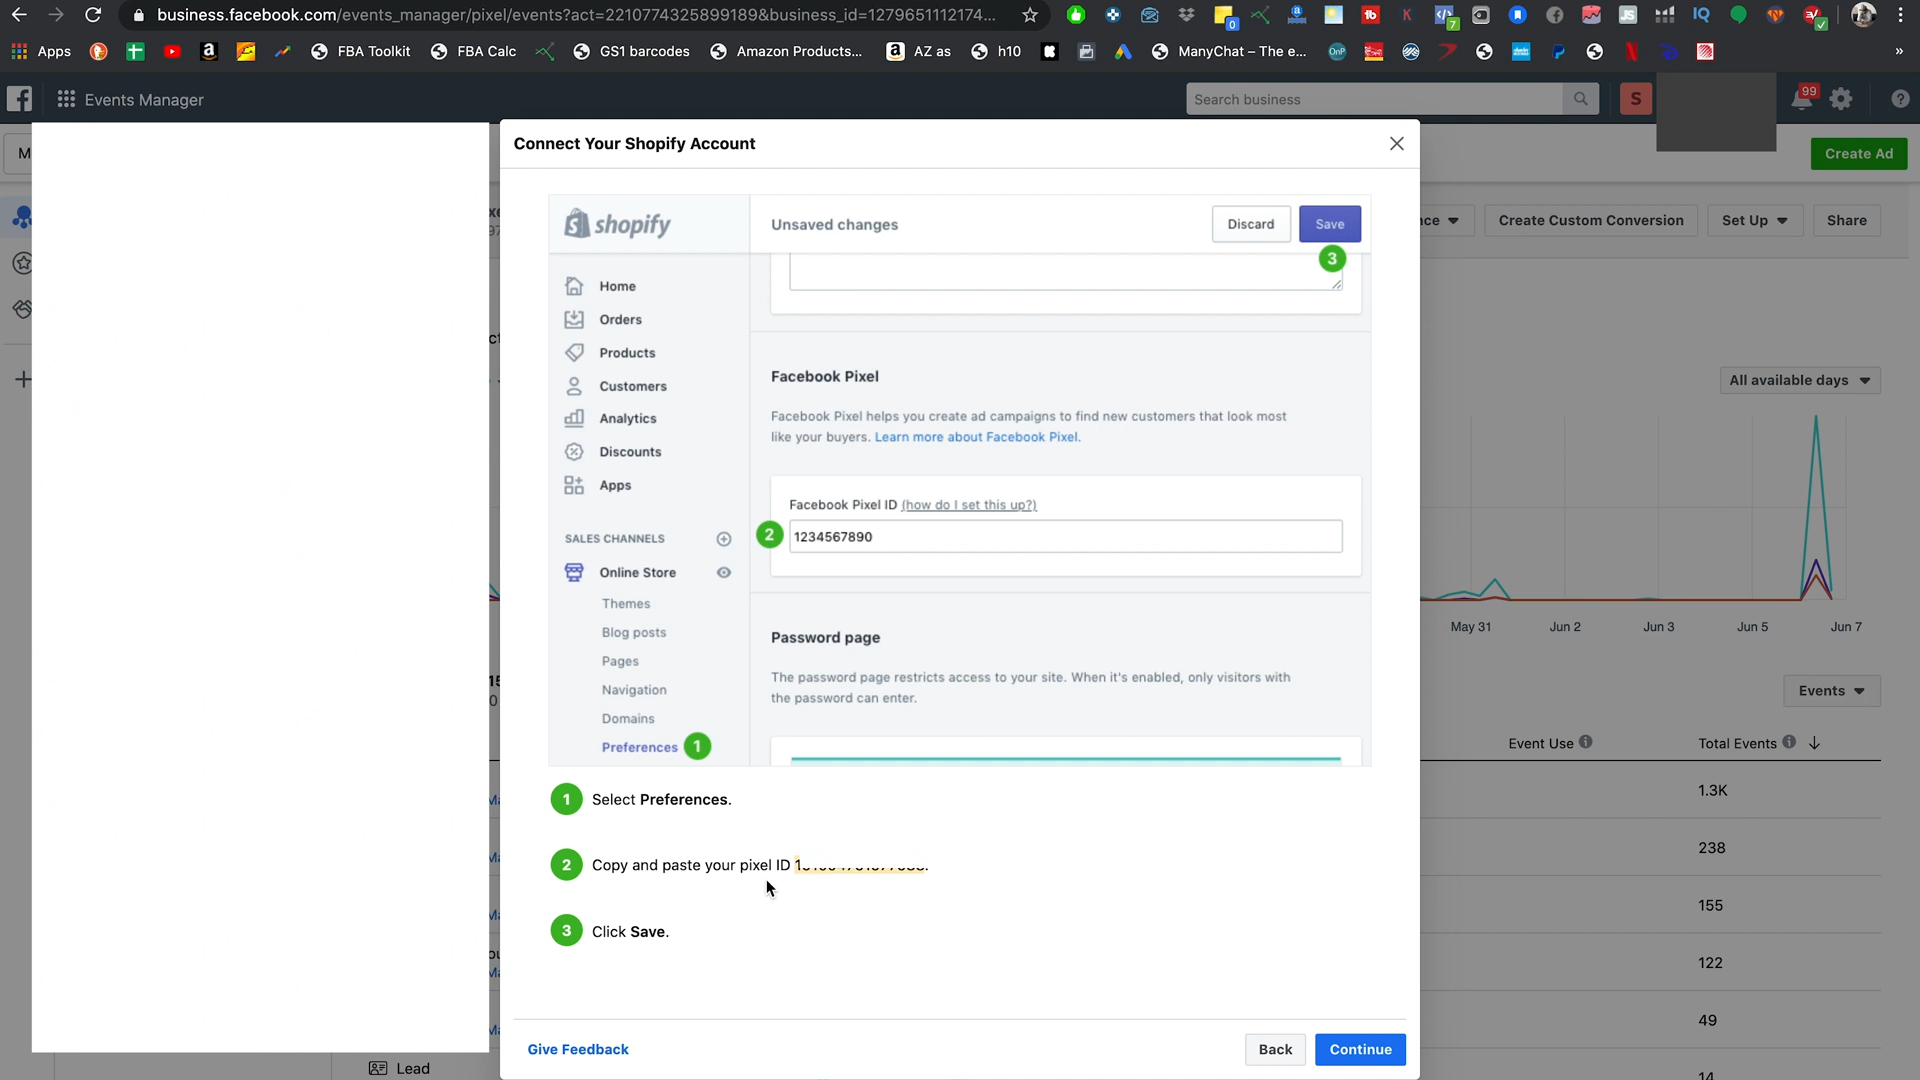 business.facebook.com/events_manager/pixel/events?act=2210774325899189&business_id=1279651112174...
Apps
FBA Toolkit
FBA Calc
GS1 barcodes
Amazon Products...
AZ as
h10
ManyChat – The e...
Events Manager
Search business
S
99
Connect Your Shopify Account
Create Ad
shopify
Unsaved changes
Discard
Save
3
Create Custom Conversion
Set Up
Share
Home
Orders
Products
Customers
Analytics
Discounts
Apps
SALES CHANNELS
Online Store
Themes
Blog posts
Pages
Navigation
Domains
Preferences
1
Facebook Pixel
Facebook Pixel helps you create ad campaigns to find new customers that look most
like your buyers. Learn more about Facebook Pixel.
Facebook Pixel ID (how do I set this up?)
2
1234567890
Password page
The password page restricts access to your site. When it's enabled, only visitors with
the password can enter.
All available days
May 31
Jun 2
Jun 3
Jun 5
Jun 7
Events
Event Use
Total Events
1.3K
238
155
122
49
14
1 Select Preferences.
2 Copy and paste your pixel ID
3 Click Save.
Give Feedback
Back
Continue
Lead